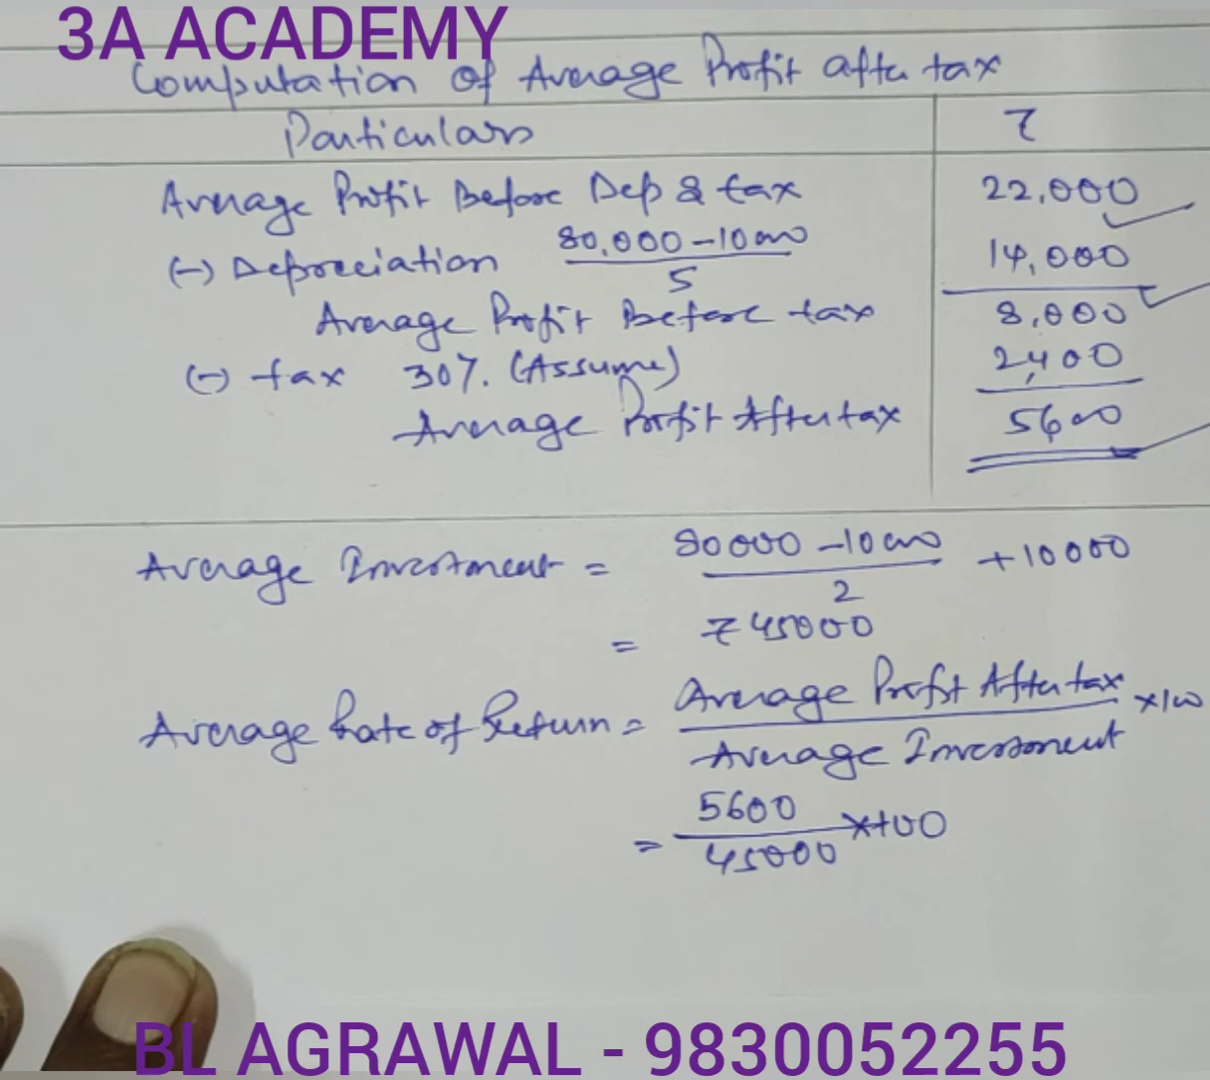 3A ACADEMY
Computation of Average Profit after tax
Particulars ₹
Average Profit Before Dep & tax 22,000
(-) Depreciation 80,000-10000 / 5 14,000
Average Profit Before tax 8,000
(-) tax 30%. (Assume) 2,400
Average Profit After tax 5600
Average Investment = 80000-10000 / 2 +10000
= ₹45000
Average Rate of Return = Average Profit After tax / Average Investment ×100
= 5600 / 45000 ×100
BL AGRAWAL - 9830052255